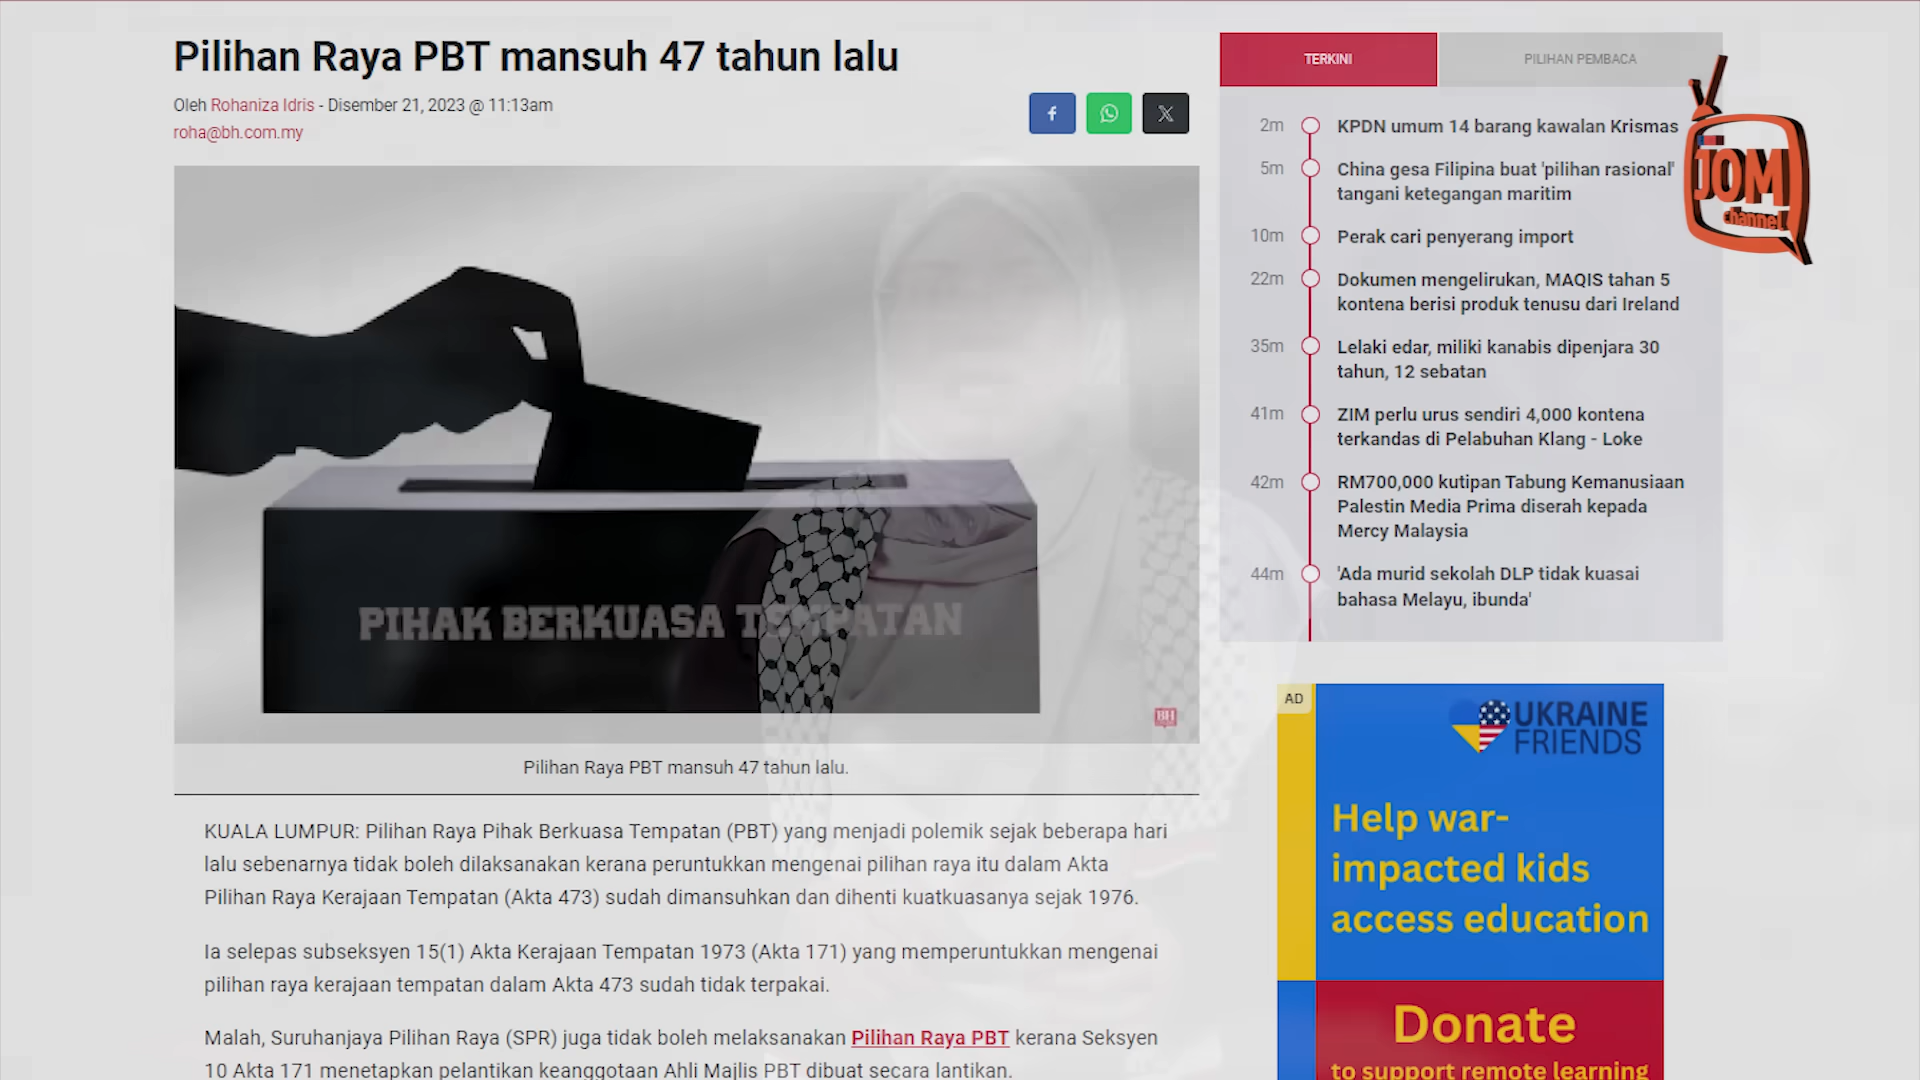 Pilihan Raya PBT mansuh 47 tahun lalu
Oleh Rohaniza Idris - Disember 21, 2023 @ 11:13am
roha@bh.com.my
PIHAK BERKUASA TEMPATAN
BH
Pilihan Raya PBT mansuh 47 tahun lalu.
KUALA LUMPUR: Pilihan Raya Pihak Berkuasa Tempatan (PBT) yang menjadi polemik sejak beberapa hari
lalu sebenarnya tidak boleh dilaksanakan kerana peruntukkan mengenai pilihan raya itu dalam Akta
Pilihan Raya Kerajaan Tempatan (Akta 473) sudah dimansuhkan dan dihenti kuatkuasanya sejak 1976.
Ia selepas subseksyen 15(1) Akta Kerajaan Tempatan 1973 (Akta 171) yang memperuntukkan mengenai
pilihan raya kerajaan tempatan dalam Akta 473 sudah tidak terpakai.
Malah, Suruhanjaya Pilihan Raya (SPR) juga tidak boleh melaksanakan Pilihan Raya PBT kerana Seksyen
10 Akta 171 menetapkan pelantikan keanggotaan Ahli Majlis PBT dibuat secara lantikan.
TERKINI
PILIHAN PEMBACA
2m KPDN umum 14 barang kawalan Krismas
5m China gesa Filipina buat 'pilihan rasional'
tangani ketegangan maritim
10m Perak cari penyerang import
22m Dokumen mengelirukan, MAQIS tahan 5
kontena berisi produk tenusu dari Ireland
35m Lelaki edar, miliki kanabis dipenjara 30
tahun, 12 sebatan
41m ZIM perlu urus sendiri 4,000 kontena
terkandas di Pelabuhan Klang - Loke
42m RM700,000 kutipan Tabung Kemanusiaan
Palestin Media Prima diserah kepada
Mercy Malaysia
44m 'Ada murid sekolah DLP tidak kuasai
bahasa Melayu, ibunda'
JOM
channel
AD
UKRAINE
FRIENDS
Help war-
impacted kids
access education
Donate
to support remote learning